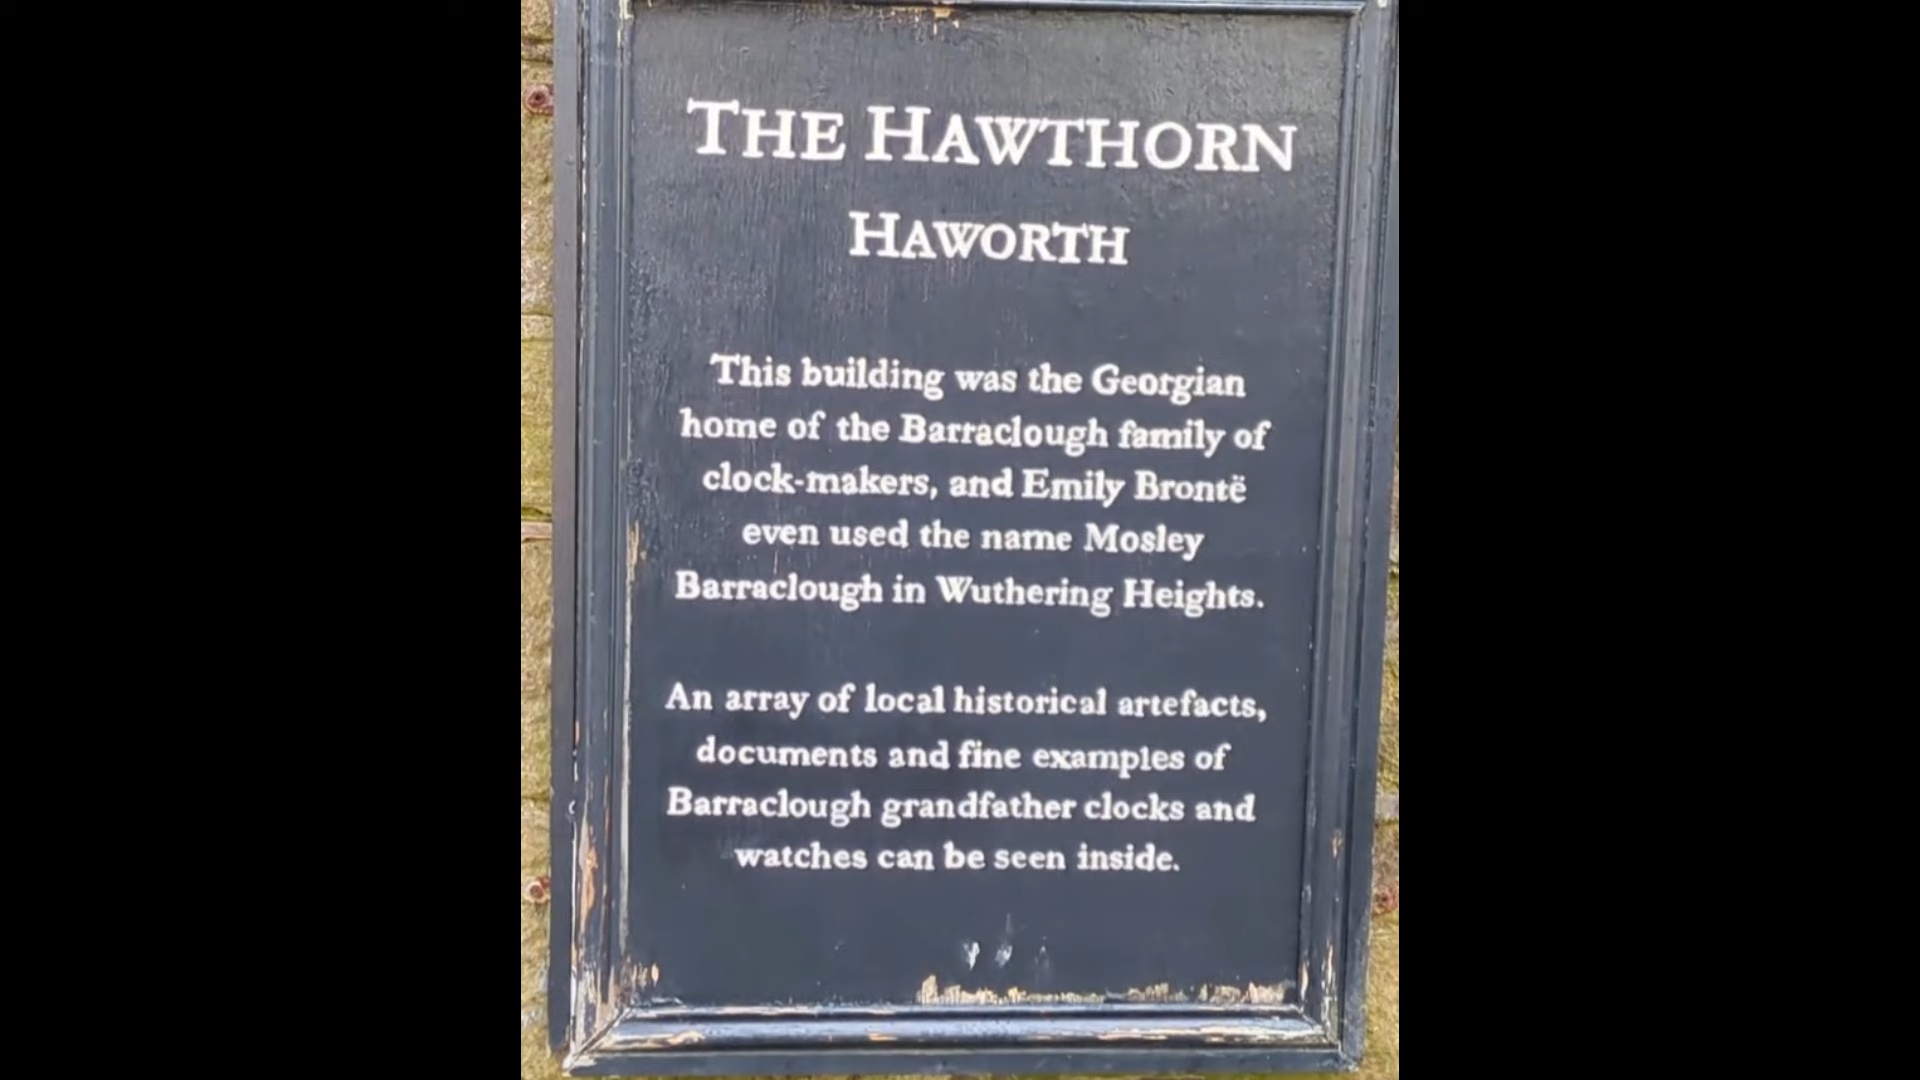 THE HAWTHORN
HAWORTH
This building was the Georgian
home of the Barraclough family of
clock-makers, and Emily Brontë
even used the name Mosley
Barraclough in Wuthering Heights.
An array of local historical artefacts,
documents and fine examples of
Barraclough grandfather clocks and
watches can be seen inside.